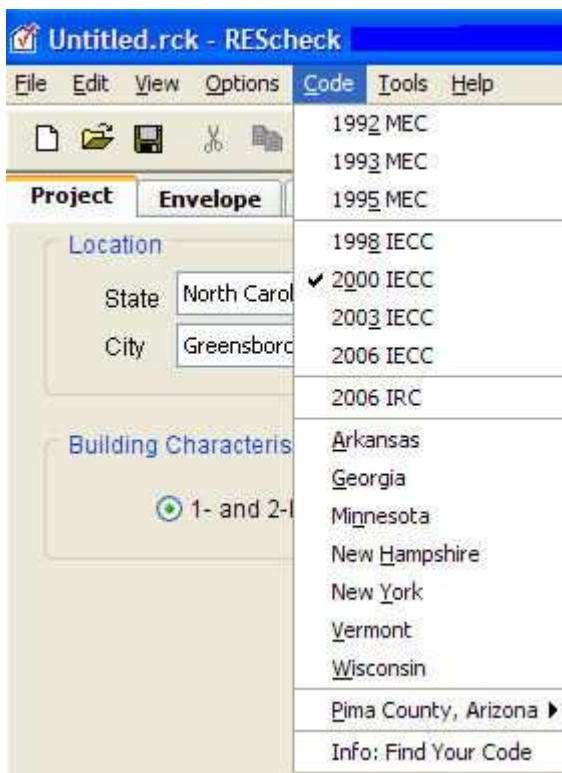 Untitled.rck - REScheck
File Edit View Options Code Tools Help
Project Envelope
Location
State North Carol
City Greensboro
Building Characteris
1- and 2-
1992 MEC
1993 MEC
1995 MEC
1998 IECC
2000 IECC
2003 IECC
2006 IECC
2006 IRC
Arkansas
Georgia
Minnesota
New Hampshire
New York
Vermont
Wisconsin
Pima County, Arizona
Info: Find Your Code